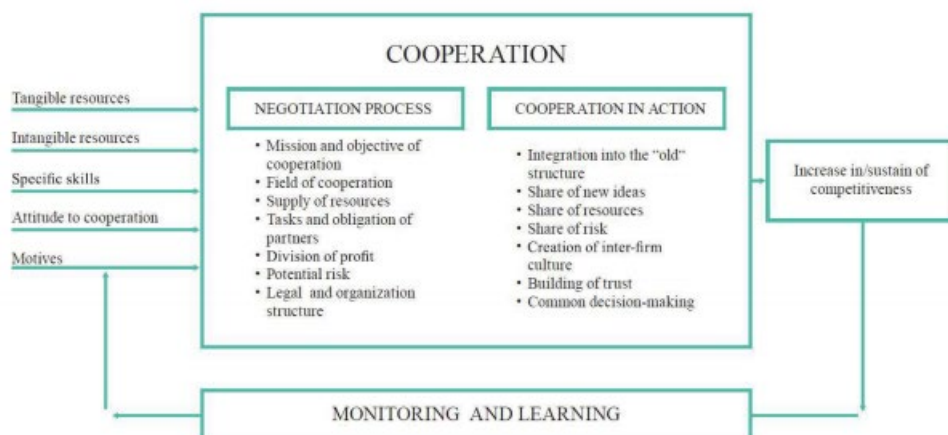 COOPERATION
Tangible resources
Intangible resources
Specific skills
Attitude to cooperation
Motives
NEGOTIATION PROCESS
• Mission and objective of
cooperation
• Field of cooperation
• Supply of resources
• Tasks and obligation of
partners
• Division of profit
• Potential risk
• Legal and organization
structure
COOPERATION IN ACTION
• Integration into the “old”
structure
• Share of new ideas
• Share of resources
• Share of risk
• Creation of inter-firm
culture
• Building of trust
• Common decision-making
Increase in/sustain of
competitiveness
MONITORING AND LEARNING